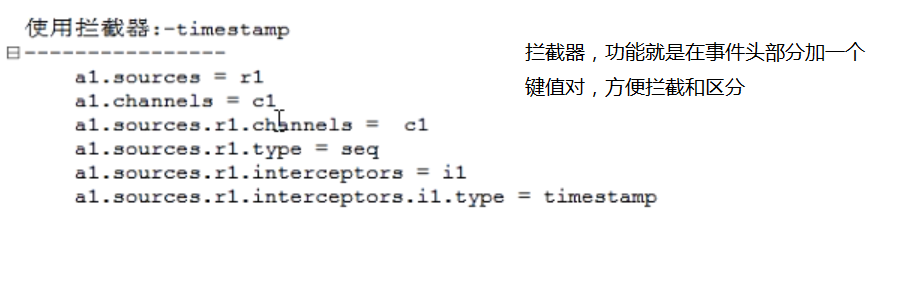 使用拦截器:-timestamp
----------------
a1.sources = r1
a1.channels = c1
a1.sources.r1.channels =  c1
a1.sources.r1.type = seq
a1.sources.r1.interceptors = i1
a1.sources.r1.interceptors.i1.type = timestamp
拦截器，功能就是在事件头部分加一个
键值对，方便拦截和区分